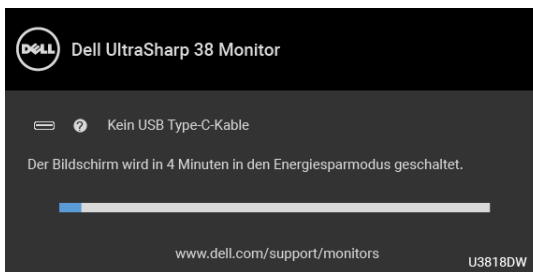 DELL
Dell UltraSharp 38 Monitor
? Kein USB Type-C-Kable
Der Bildschirm wird in 4 Minuten in den Energiesparmodus geschaltet.
www.dell.com/support/monitors
U3818DW